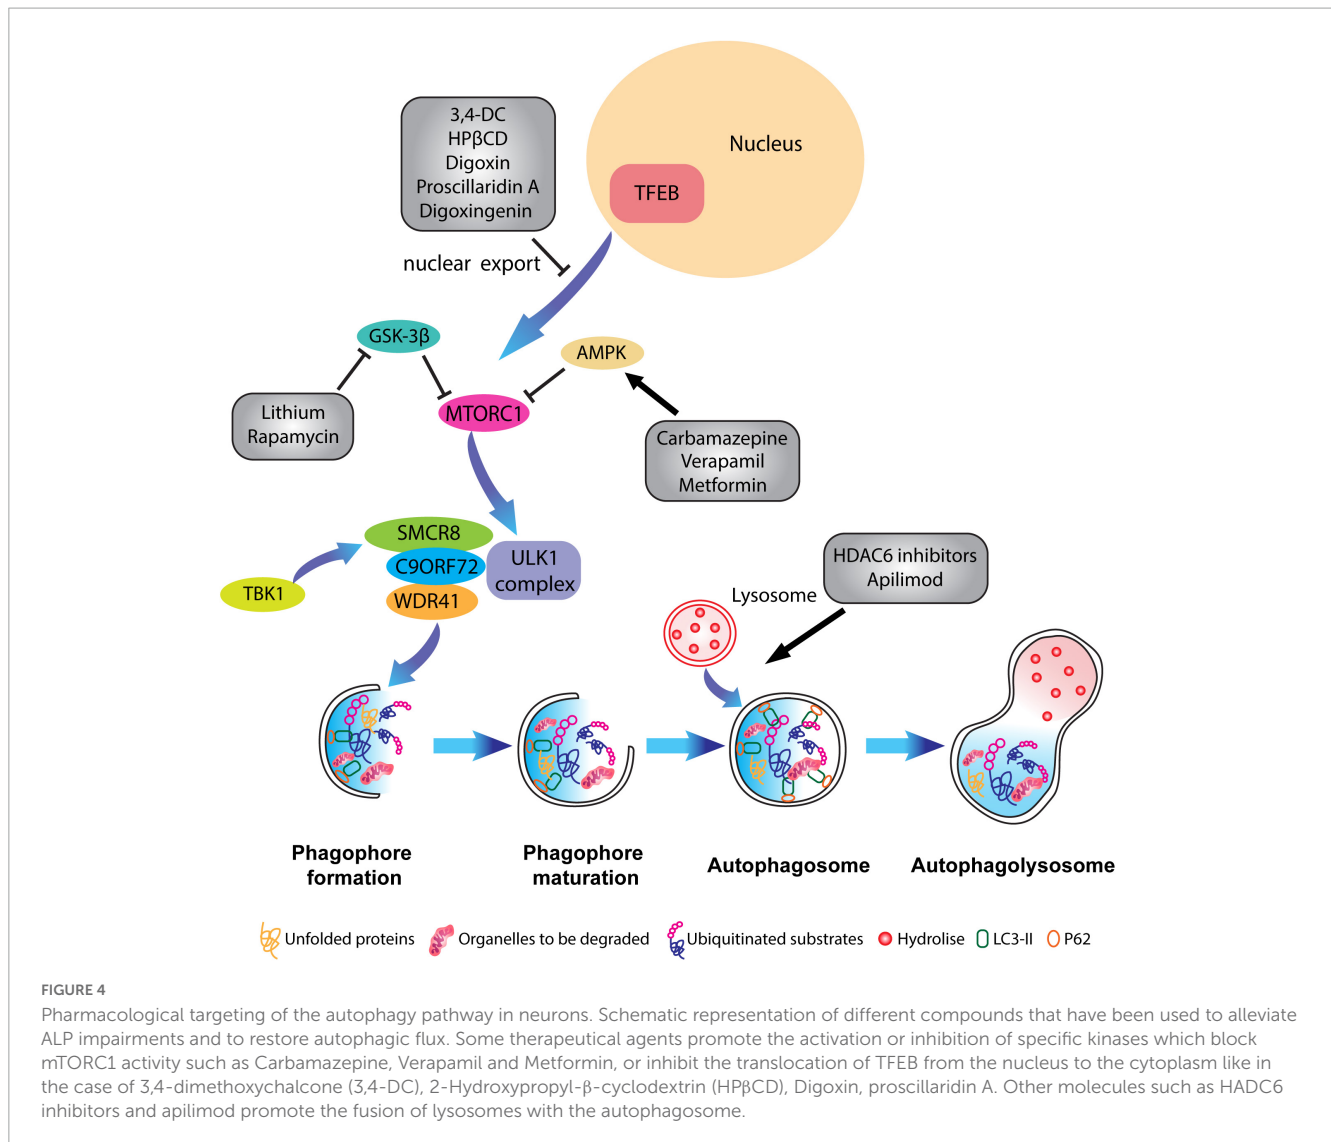 3,4-DC
HPβCD
Digoxin
Proscillaridin A
Digoxingenin
Nucleus
TFEB
nuclear export
GSK-3β
AMPK
Lithium
Rapamycin
MTORC1
Carbamazepine
Verapamil
Metformin
SMCR8
C9ORF72
WDR41
ULK1
complex
TBK1
HDAC6 inhibitors
Apilimod
Lysosome
Phagophore
formation
Phagophore
maturation
Autophagosome
Autophagolysosome
Unfolded proteins
Organelles to be degraded
Ubiquitinated substrates
Hydrolise
LC3-II
P62
FIGURE 4
Pharmacological targeting of the autophagy pathway in neurons. Schematic representation of different compounds that have been used to alleviate
ALP impairments and to restore autophagic flux. Some therapeutical agents promote the activation or inhibition of specific kinases which block
mTORC1 activity such as Carbamazepine, Verapamil and Metformin, or inhibit the translocation of TFEB from the nucleus to the cytoplasm like in
the case of 3,4-dimethoxychalcone (3,4-DC), 2-Hydroxypropyl-β-cyclodextrin (HPβCD), Digoxin, proscillaridin A. Other molecules such as HADC6
inhibitors and apilimod promote the fusion of lysosomes with the autophagosome.